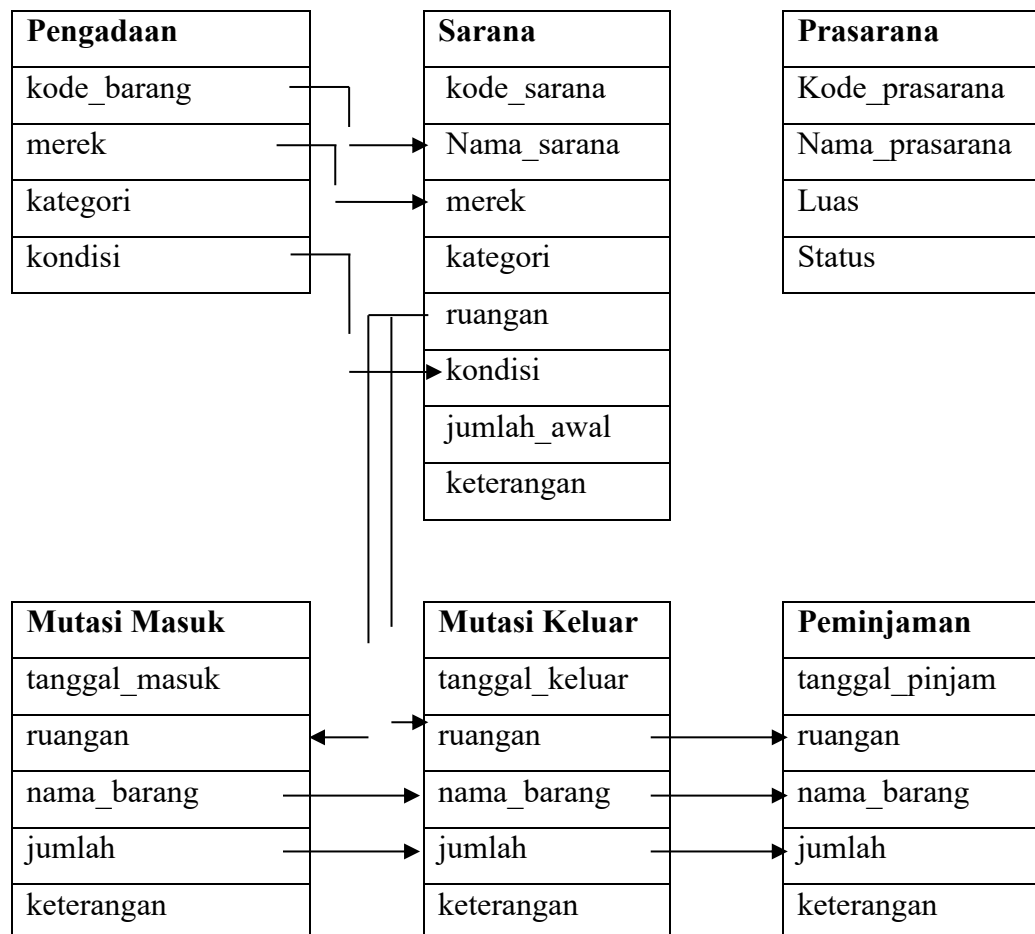 Pengadaan
kode_barang
merek
kategori
kondisi
Sarana
kode_sarana
Nama_sarana
merek
kategori
ruangan
kondisi
jumlah_awal
keterangan
Prasarana
Kode_prasarana
Nama_prasarana
Luas
Status
Mutasi Masuk
tanggal_masuk
ruangan
nama_barang
jumlah
keterangan
Mutasi Keluar
tanggal_keluar
ruangan
nama_barang
jumlah
keterangan
Peminjaman
tanggal_pinjam
ruangan
nama_barang
jumlah
keterangan